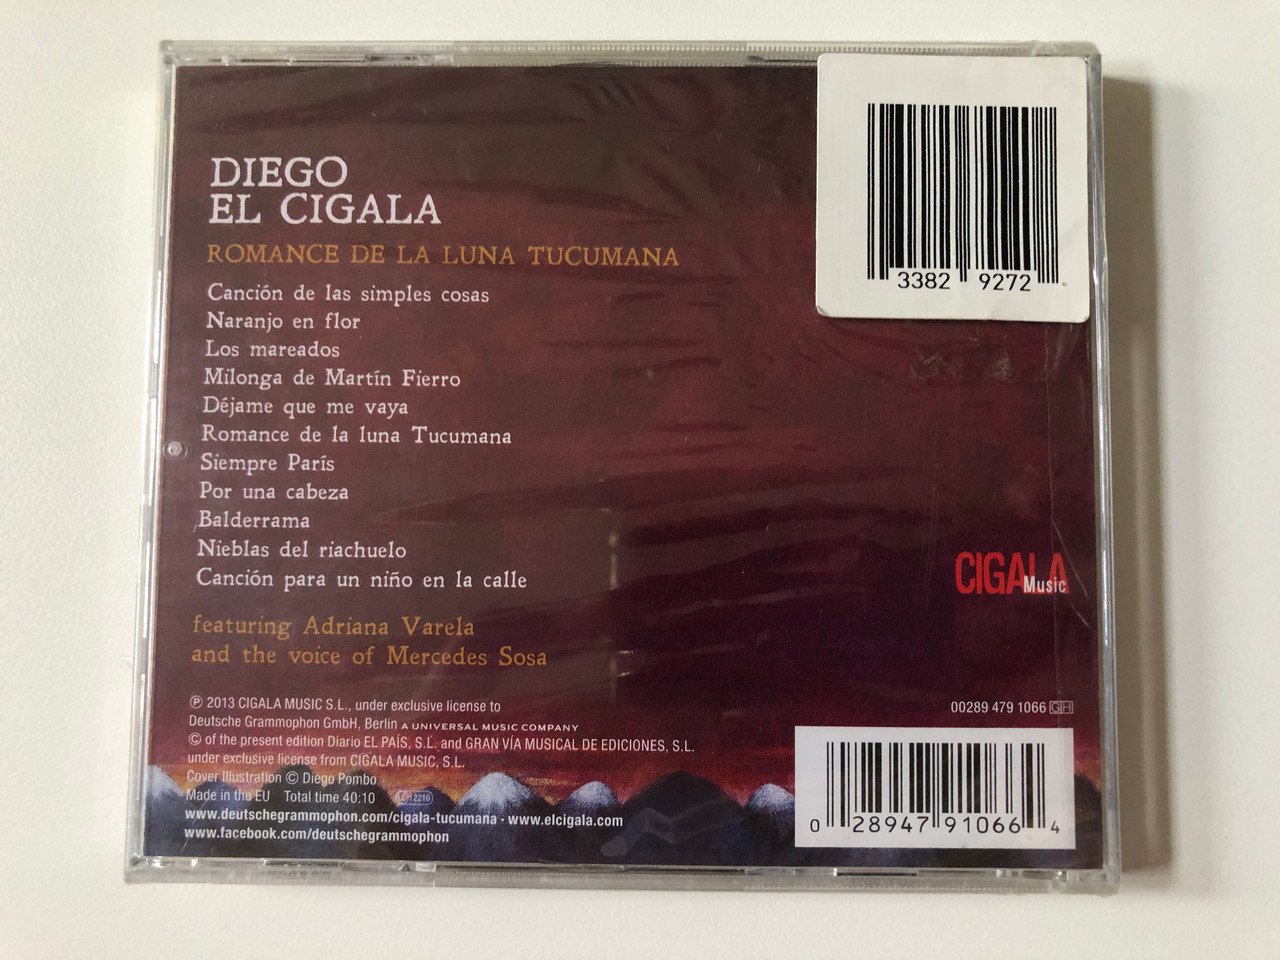 DIEGO
EL CIGALA
ROMANCE DE LA LUNA TUCUMANA
Canción de las simples cosas
Naranjo en flor
Los mareados
Milonga de Martín Fierro
Déjame que me vaya
Romance de la luna Tucumana
Siempre París
Por una cabeza
Balderrama
Nieblas del riachuelo
Canción para un niño en la calle
featuring Adriana Varela
and the voice of Mercedes Sosa
3382 9272
CIGALA
Music
℗ 2013 CIGALA MUSIC S.L., under exclusive license to
Deutsche Grammophon GmbH, Berlin A UNIVERSAL MUSIC COMPANY
© of the present edition Diario EL PAÍS, S.L. and GRAN VÍA MUSICAL DE EDICIONES, S.L.
under exclusive license from CIGALA MUSIC, S.L.
Cover Illustration © Diego Pombo
Made in the EU Total time 40:10 LC 12216
www.deutschegrammophon.com/cigala-tucumana · www.elcigala.com
www.facebook.com/deutschegrammophon
00289 479 1066 GH
0 28947 91066 4